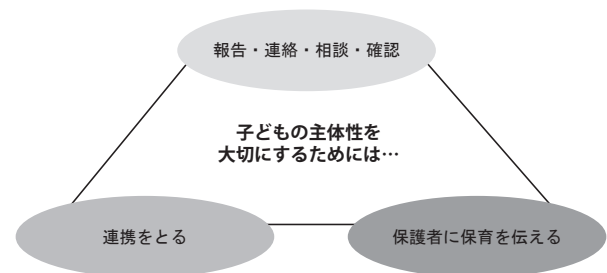 報告・連絡・相談・確認
子どもの主体性を
大切にするためには…
連携をとる
保護者に保育を伝える